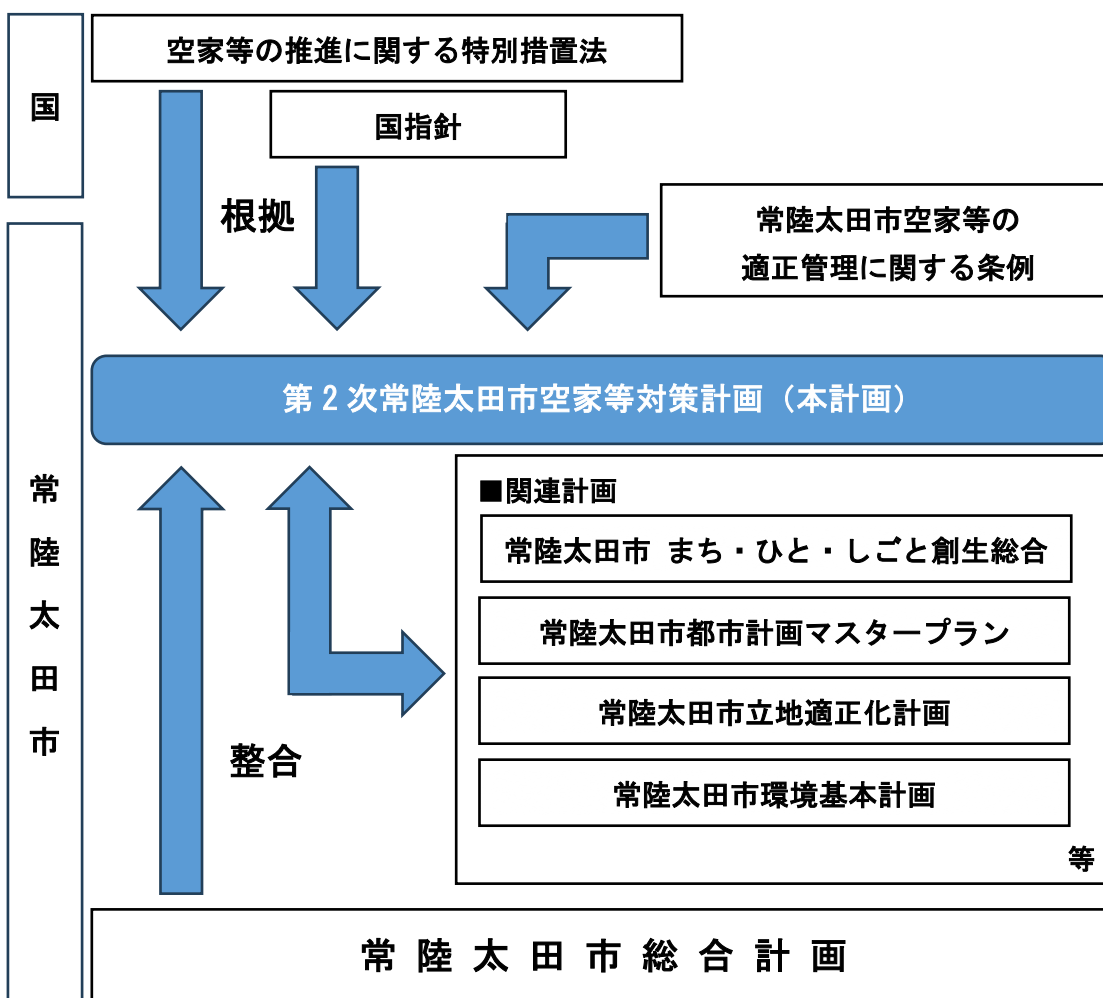 国
空家等の推進に関する特別措置法
国指針
根拠
常陸太田市空家等の
適正管理に関する条例
常陸太田市
第2次常陸太田市空家等対策計画（本計画）
■関連計画
常陸太田市 まち・ひと・しごと創生総合
常陸太田市都市計画マスタープラン
常陸太田市立地適正化計画
常陸太田市環境基本計画
等
整合
常陸太田市総合計画